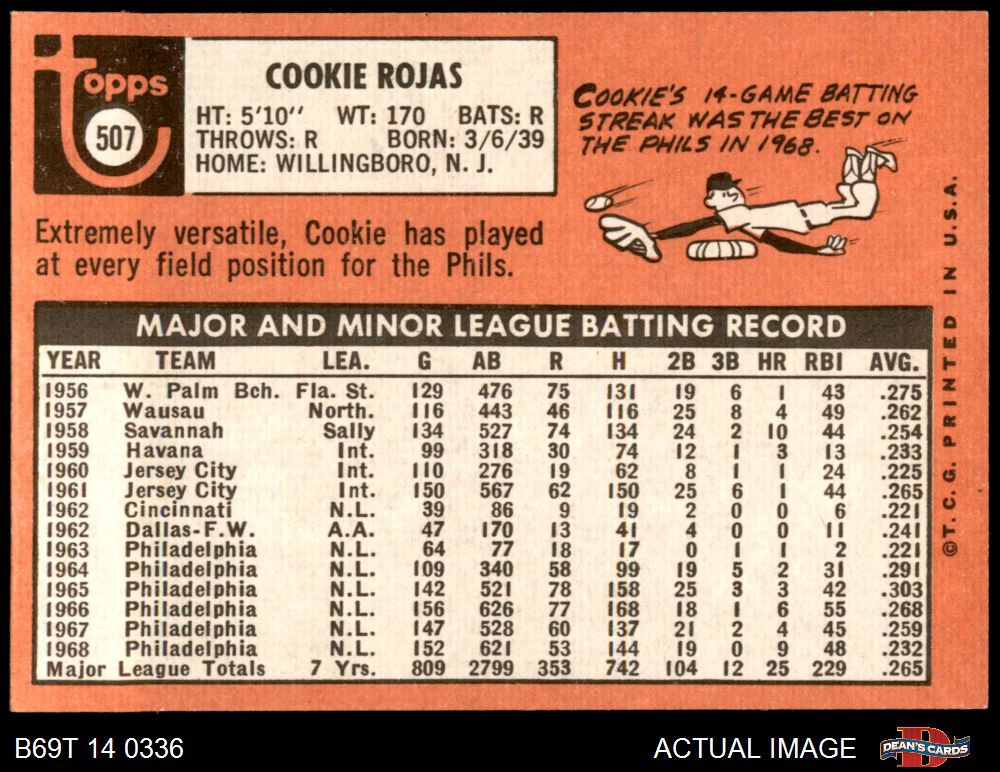 Topps
507
COOKIE ROJAS
HT: 5'10" WT: 170 BATS: R
THROWS: R BORN: 3/6/39
HOME: WILLINGBORO, N. J.
COOKIE'S 14-GAME BATTING
STREAK WAS THE BEST ON
THE PHILS IN 1968.
Extremely versatile, Cookie has played
at every field position for the Phils.
MAJOR AND MINOR LEAGUE BATTING RECORD
YEAR TEAM LEA. G AB R H 2B 3B HR RBI AVG.
1956 W. Palm Bch. Fla. St. 129 476 75 131 19 6 1 43 .275
1957 Wausau North. 116 443 46 116 25 8 4 49 .262
1958 Savannah Sally 134 527 74 134 24 2 10 44 .254
1959 Havana Int. 99 318 30 74 12 1 3 13 .233
1960 Jersey City Int. 110 276 19 62 8 1 1 24 .225
1961 Jersey City Int. 150 567 62 150 25 6 1 44 .265
1962 Cincinnati N.L. 39 86 9 19 2 0 0 6 .221
1962 Dallas-F.W. A.A. 47 170 13 41 4 0 0 11 .241
1963 Philadelphia N.L. 64 77 18 17 0 1 1 2 .221
1964 Philadelphia N.L. 109 340 58 99 19 5 2 31 .291
1965 Philadelphia N.L. 142 521 78 158 25 3 3 42 .303
1966 Philadelphia N.L. 156 626 77 168 18 1 6 55 .268
1967 Philadelphia N.L. 147 528 60 137 21 2 4 45 .259
1968 Philadelphia N.L. 152 621 53 144 19 0 9 48 .232
Major League Totals 7 Yrs. 809 2799 353 742 104 12 25 229 .265
©T. C. G. PRINTED IN U.S.A.
B69T 14 0336
ACTUAL IMAGE
D
DEAN'S CARDS